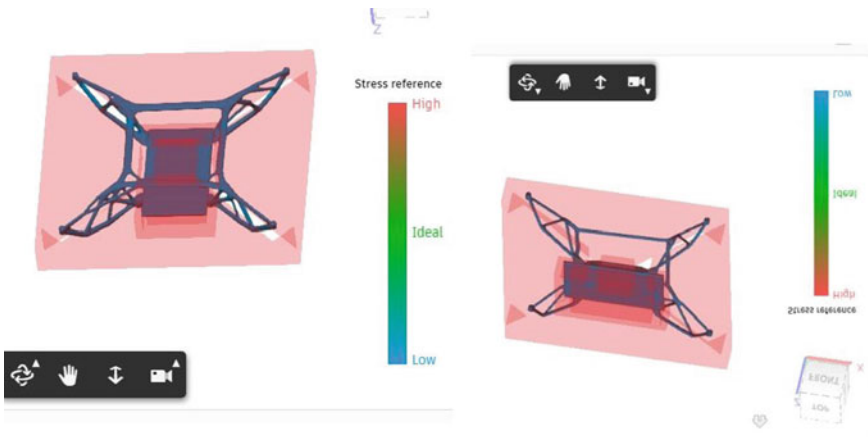 Z
Stress reference
High
Ideal
Low
Low
Ideal
High
Stress reference
X
FRONT
TOP
Z